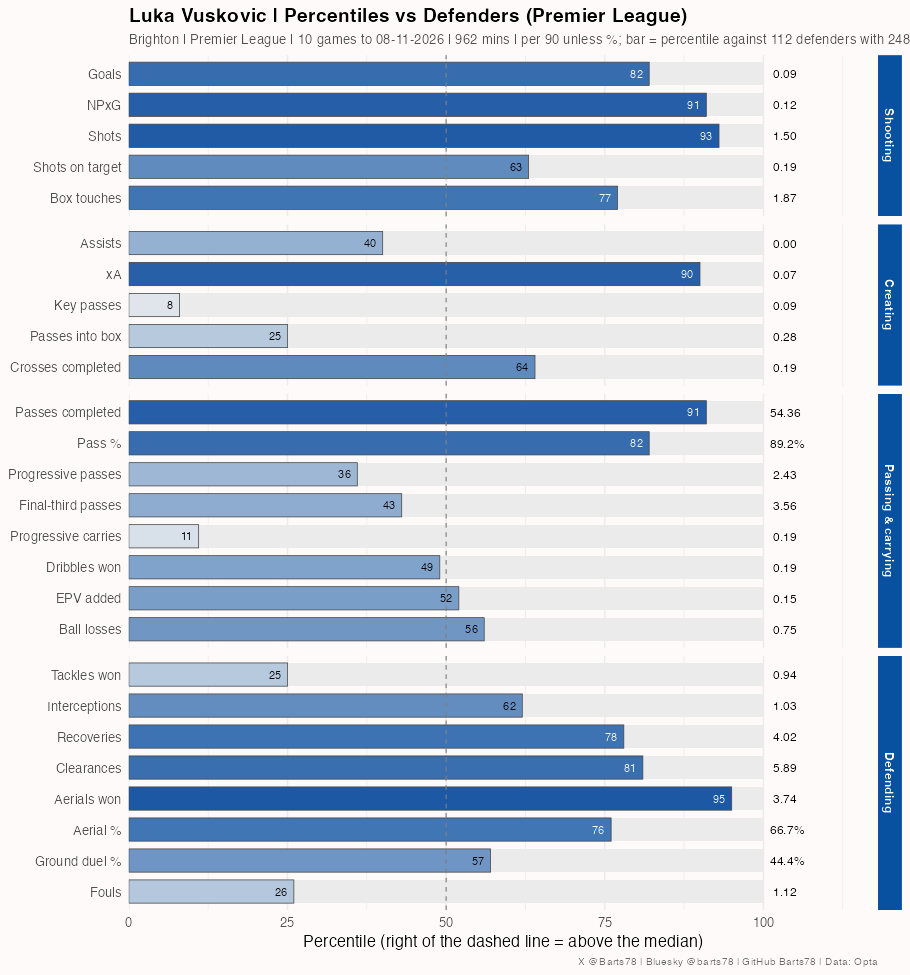 Luka Vuskovic | Percentiles vs Defenders (Premier League)
Brighton | Premier League | 10 games to 08-11-2026 | 962 mins | per 90 unless %; bar = percentile against 112 defenders with 248
Shooting
Goals 82 0.09
NPxG 91 0.12
Shots 93 1.50
Shots on target 63 0.19
Box touches 77 1.87
Creating
Assists 40 0.00
xA 90 0.07
Key passes 8 0.09
Passes into box 25 0.28
Crosses completed 64 0.19
Passing & carrying
Passes completed 91 54.36
Pass % 82 89.2%
Progressive passes 36 2.43
Final-third passes 43 3.56
Progressive carries 11 0.19
Dribbles won 49 0.19
EPV added 52 0.15
Ball losses 56 0.75
Defending
Tackles won 25 0.94
Interceptions 62 1.03
Recoveries 78 4.02
Clearances 81 5.89
Aerials won 95 3.74
Aerial % 76 66.7%
Ground duel % 57 44.4%
Fouls 26 1.12
0 25 50 75 100
Percentile (right of the dashed line = above the median)
X @Barts78 | Bluesky @barts78 | GitHub Barts78 | Data: Opta